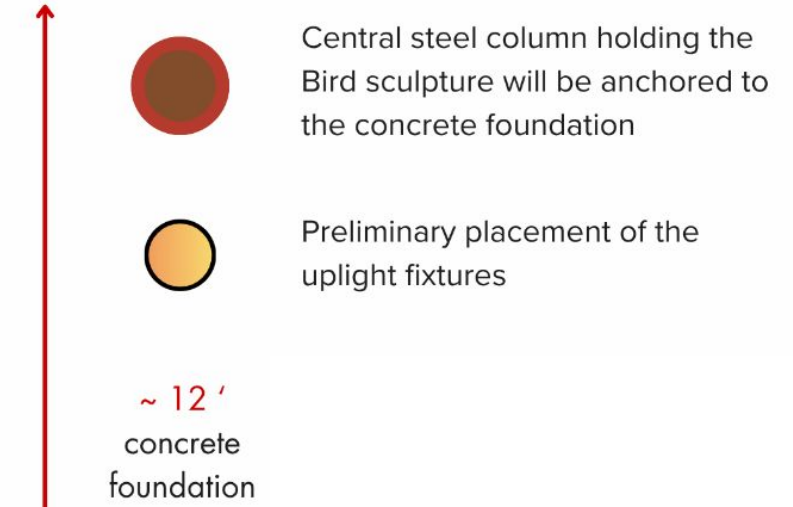 Central steel column holding the
Bird sculpture will be anchored to
the concrete foundation
Preliminary placement of the
uplight fixtures
~ 12 ‘
concrete
foundation